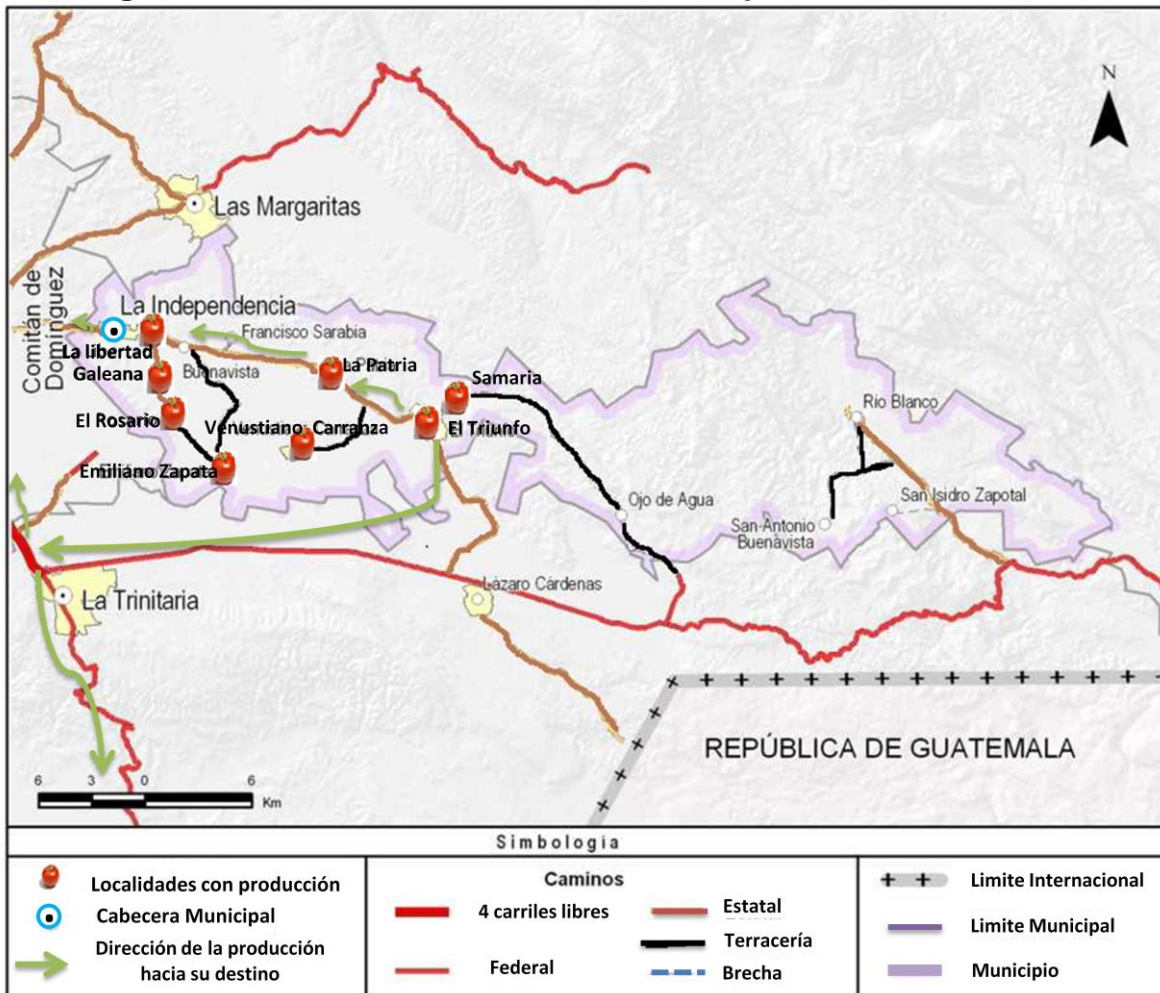 N
Las Margaritas
Comitán de
Domínguez
La Independencia
Francisco Sarabia
La libertad
Buenavista
Galeana
La Patria
Samaria
El Rosario
Venustiano Carranza
El Triunfo
Emiliano Zapata
Río Blanco
Ojo de Agua
San Isidro Zapotal
San Antonio
Buenavista
La Trinitaria
Lázaro Cárdenas
REPÚBLICA DE GUATEMALA
6 3 0 6
Km
Simbología
Localidades con producción
Cabecera Municipal
Dirección de la producción
hacia su destino
Caminos
4 carriles libres
Federal
Estatal
Terracería
Brecha
Limite Internacional
Limite Municipal
Municipio